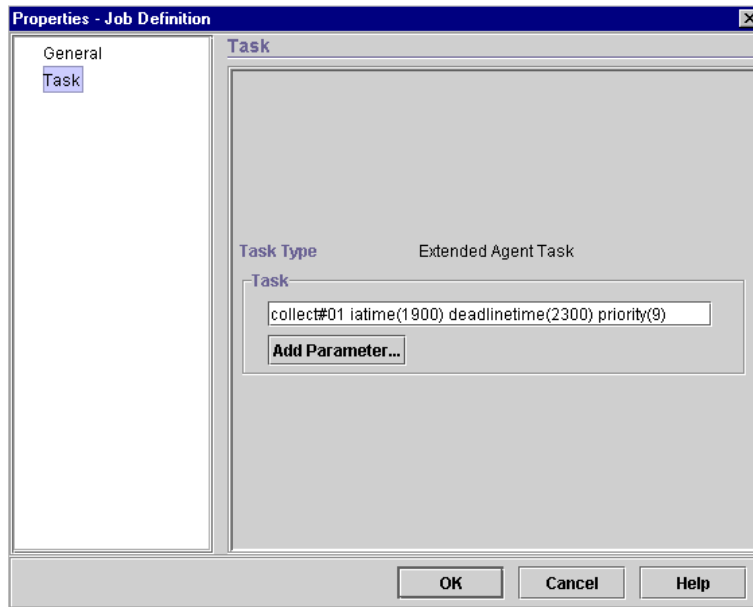 Properties - Job Definition
General
Task
Task
Task Type Extended Agent Task
Task
collect#01 iatime(1900) deadlinetime(2300) priority(9)
Add Parameter...
OK Cancel Help